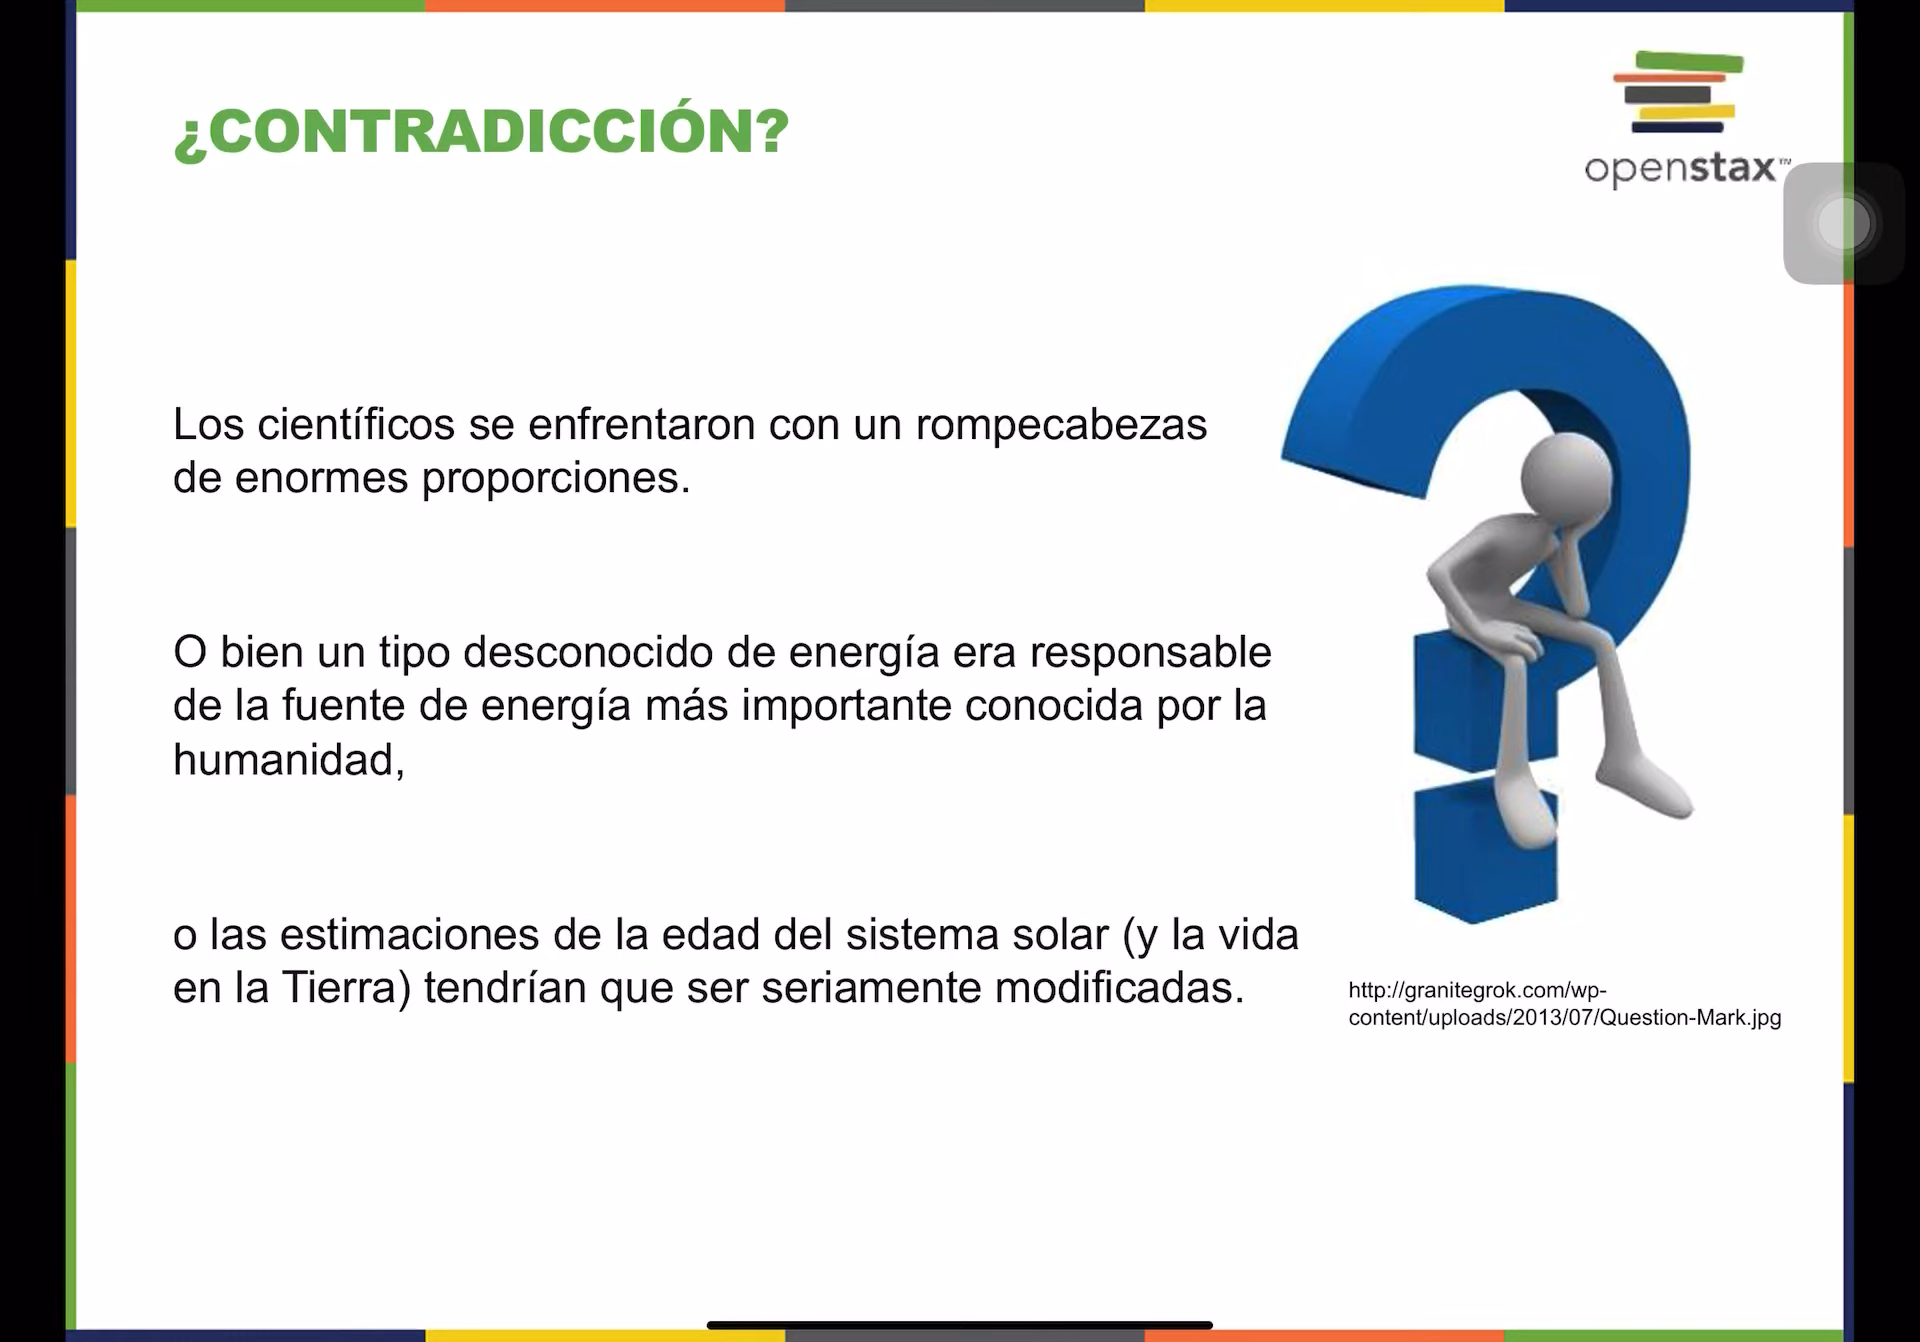 ¿CONTRADICCIÓN?
openstax™
Los científicos se enfrentaron con un rompecabezas
de enormes proporciones.
O bien un tipo desconocido de energía era responsable
de la fuente de energía más importante conocida por la
humanidad,
o las estimaciones de la edad del sistema solar (y la vida
en la Tierra) tendrían que ser seriamente modificadas.
http://granitegrok.com/wp-
content/uploads/2013/07/Question-Mark.jpg